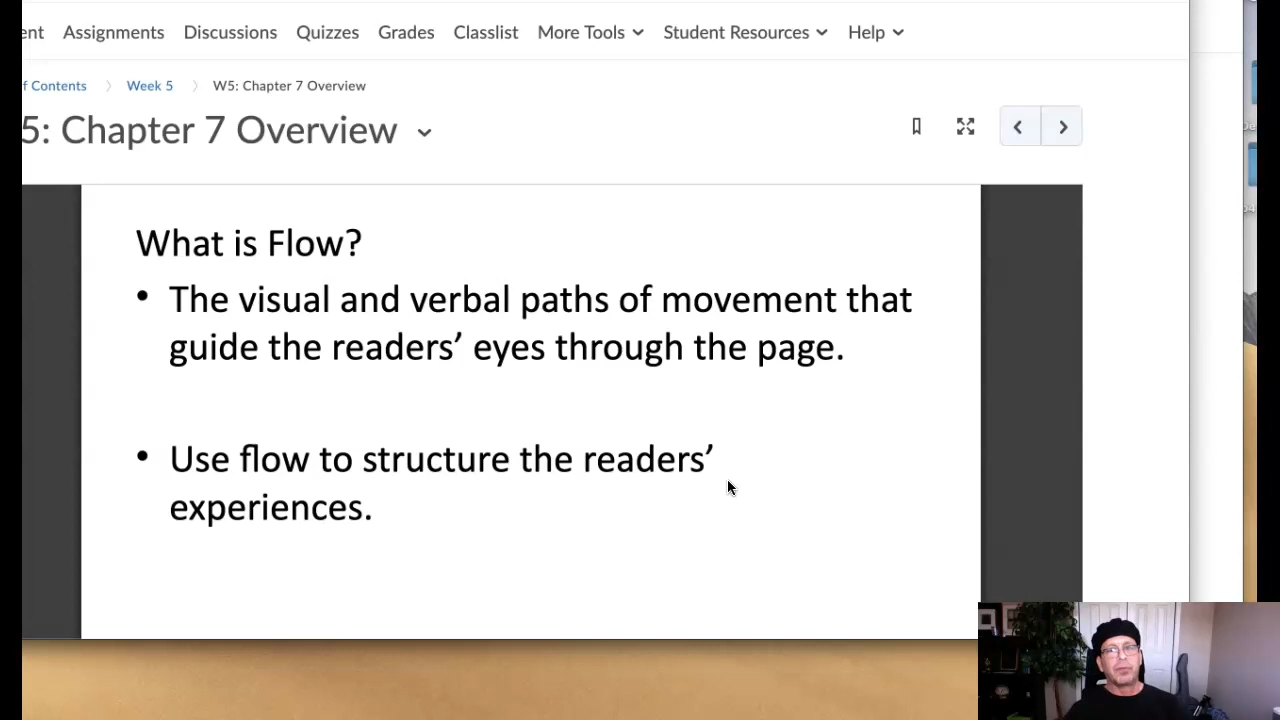 ent Assignments Discussions Quizzes Grades Classlist More Tools Student Resources Help
f Contents Week 5 W5: Chapter 7 Overview
5: Chapter 7 Overview
What is Flow?
• The visual and verbal paths of movement that
guide the readers’ eyes through the page.
• Use flow to structure the readers’
experiences.